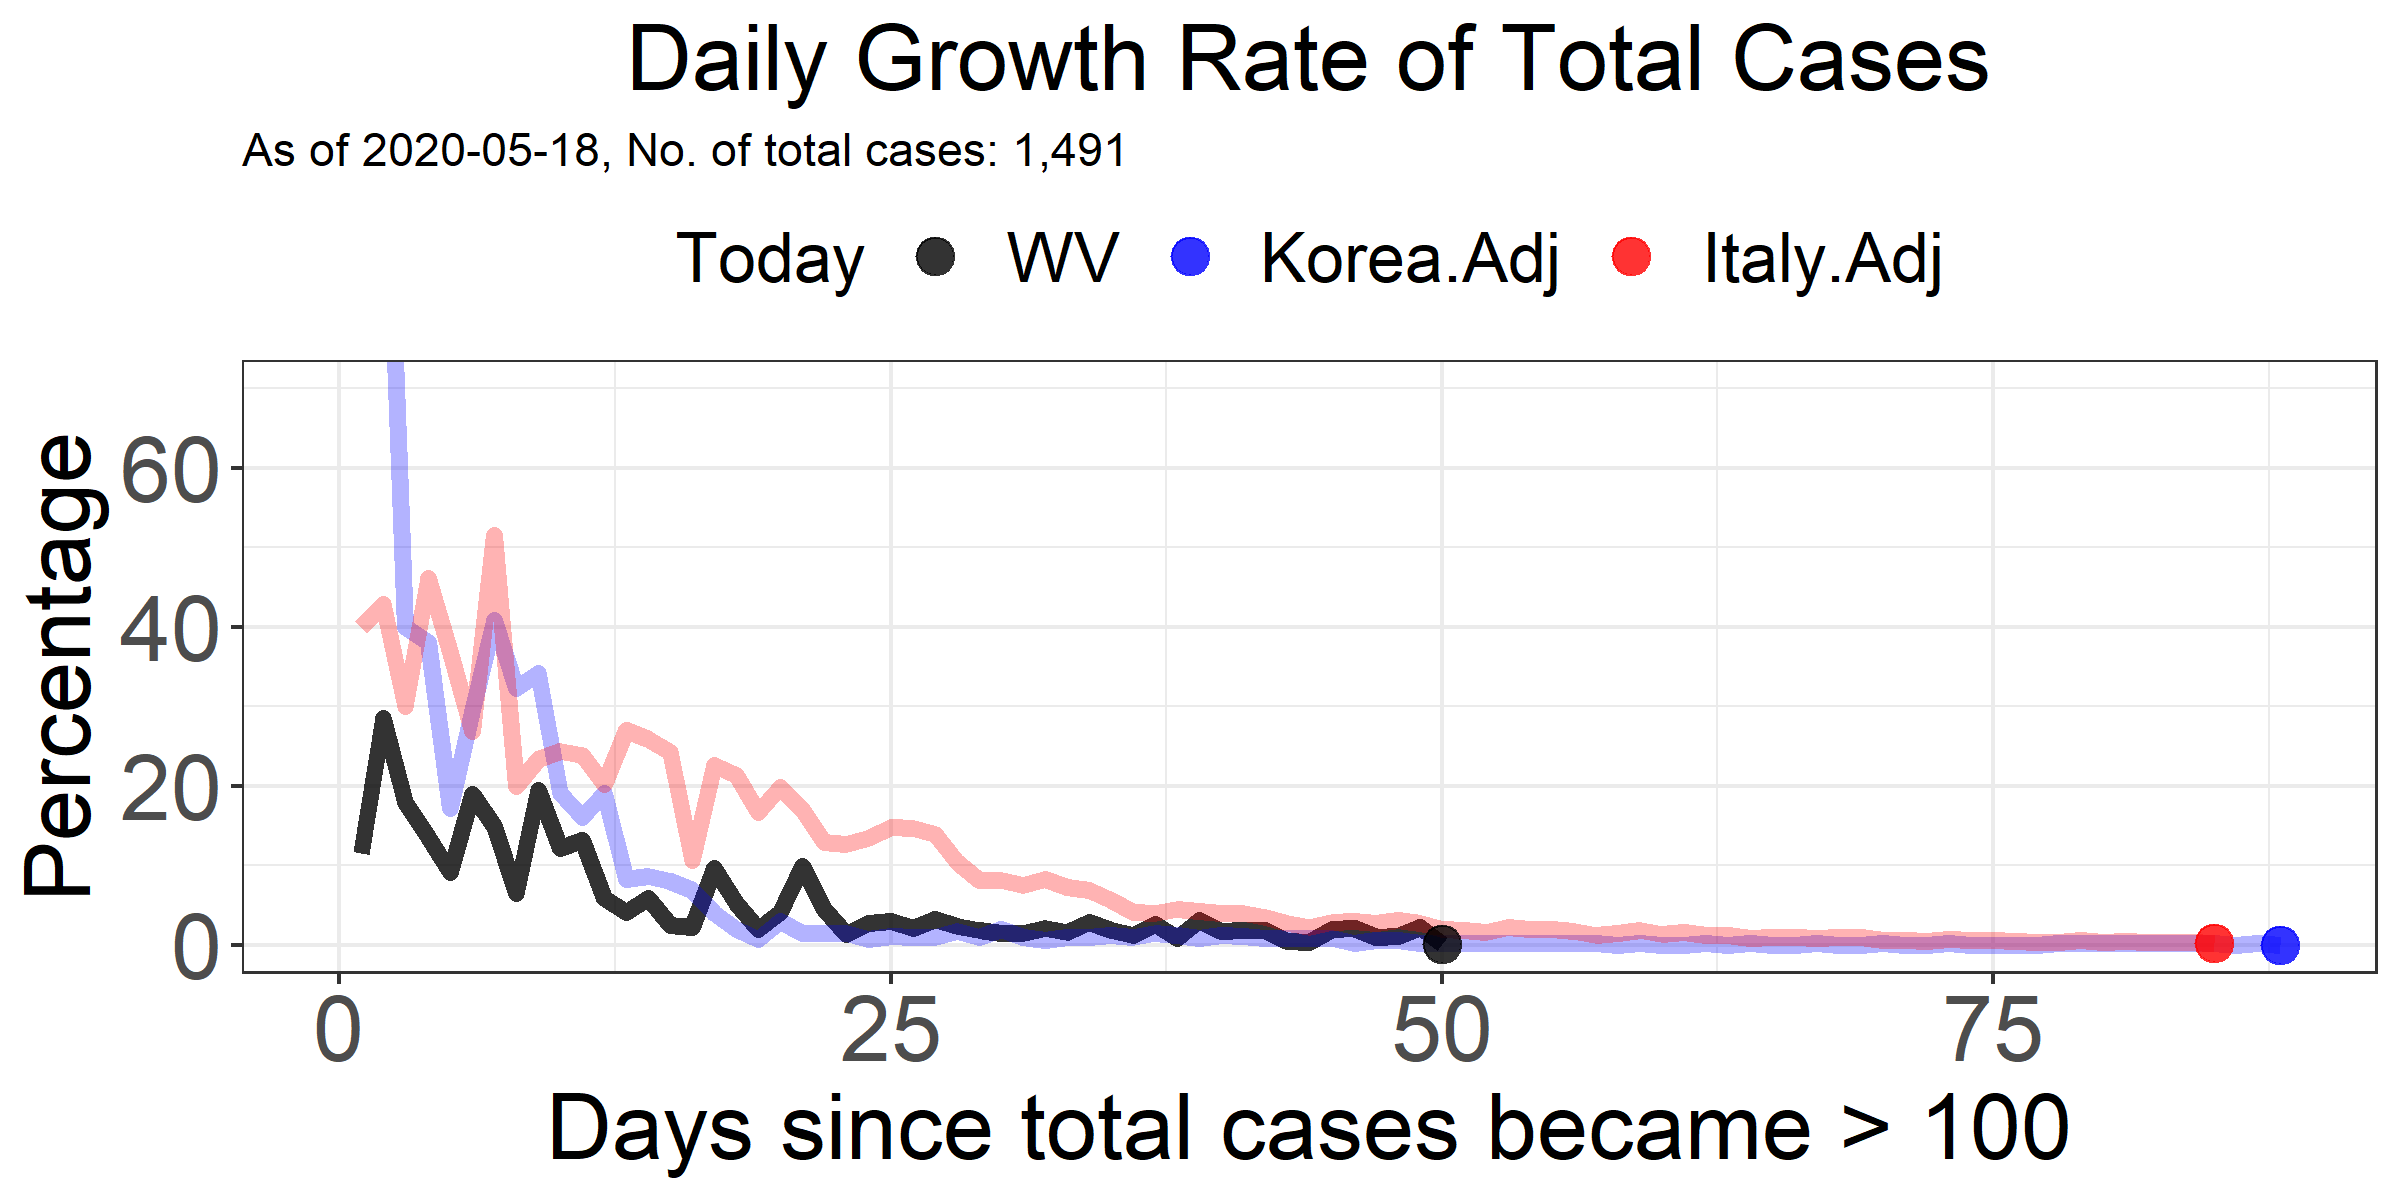 Daily Growth Rate of Total Cases
As of 2020-05-18, No. of total cases: 1,491
Today WV Korea.Adj Italy.Adj
Percentage
60
40
20
0
0 25 50 75
Days since total cases became > 100